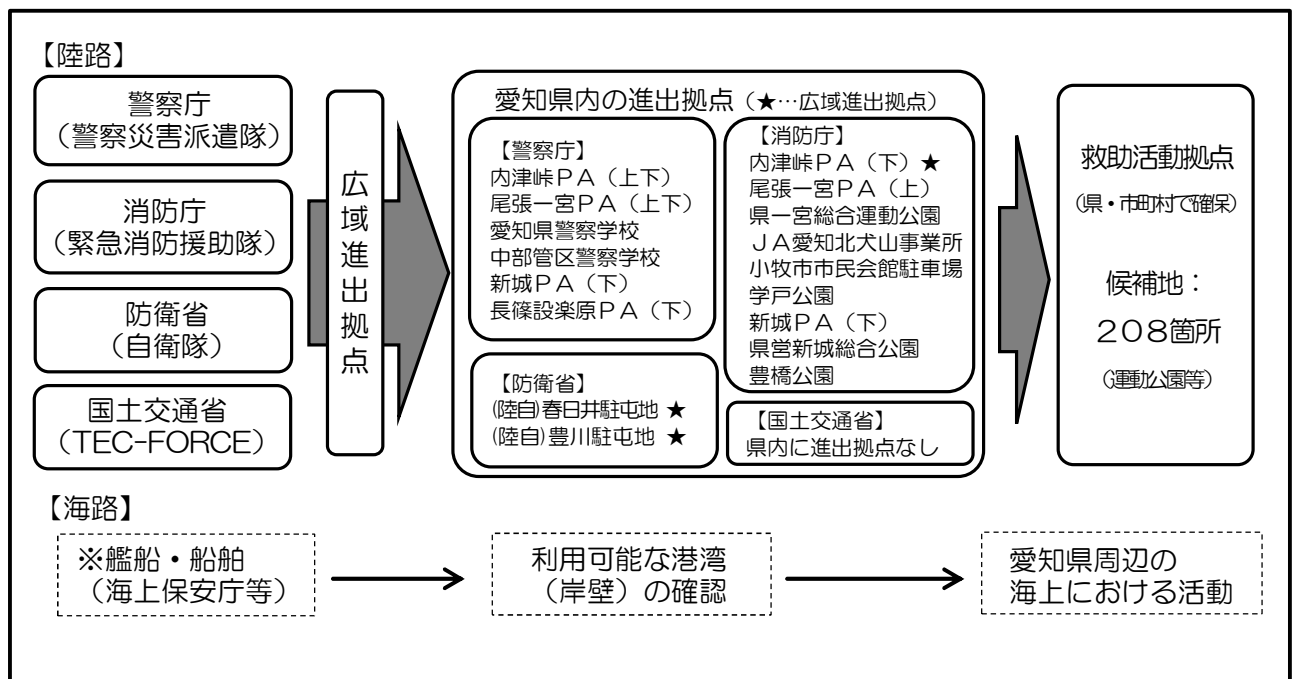 【陸路】
警察庁
（警察災害派遣隊）
消防庁
（緊急消防援助隊）
防衛省
（自衛隊）
国土交通省
（TEC-FORCE）
広域進出拠点
愛知県内の進出拠点（★…広域進出拠点）
【警察庁】
内津峠ＰＡ（上下）
尾張一宮ＰＡ（上下）
愛知県警察学校
中部管区警察学校
新城ＰＡ（下）
長篠設楽原ＰＡ（下）
【防衛省】
(陸自)春日井駐屯地 ★
(陸自)豊川駐屯地 ★
【消防庁】
内津峠ＰＡ（下）★
尾張一宮ＰＡ（上）
県一宮総合運動公園
ＪＡ愛知北犬山事業所
小牧市市民会館駐車場
学戸公園
新城ＰＡ（下）
県営新城総合公園
豊橋公園
【国土交通省】
県内に進出拠点なし
救助活動拠点
(県・市町村で確保)
候補地：
２０８箇所
(運動公園等)
【海路】
※艦船・船舶
（海上保安庁等）
利用可能な港湾
（岸壁）の確認
愛知県周辺の
海上における活動